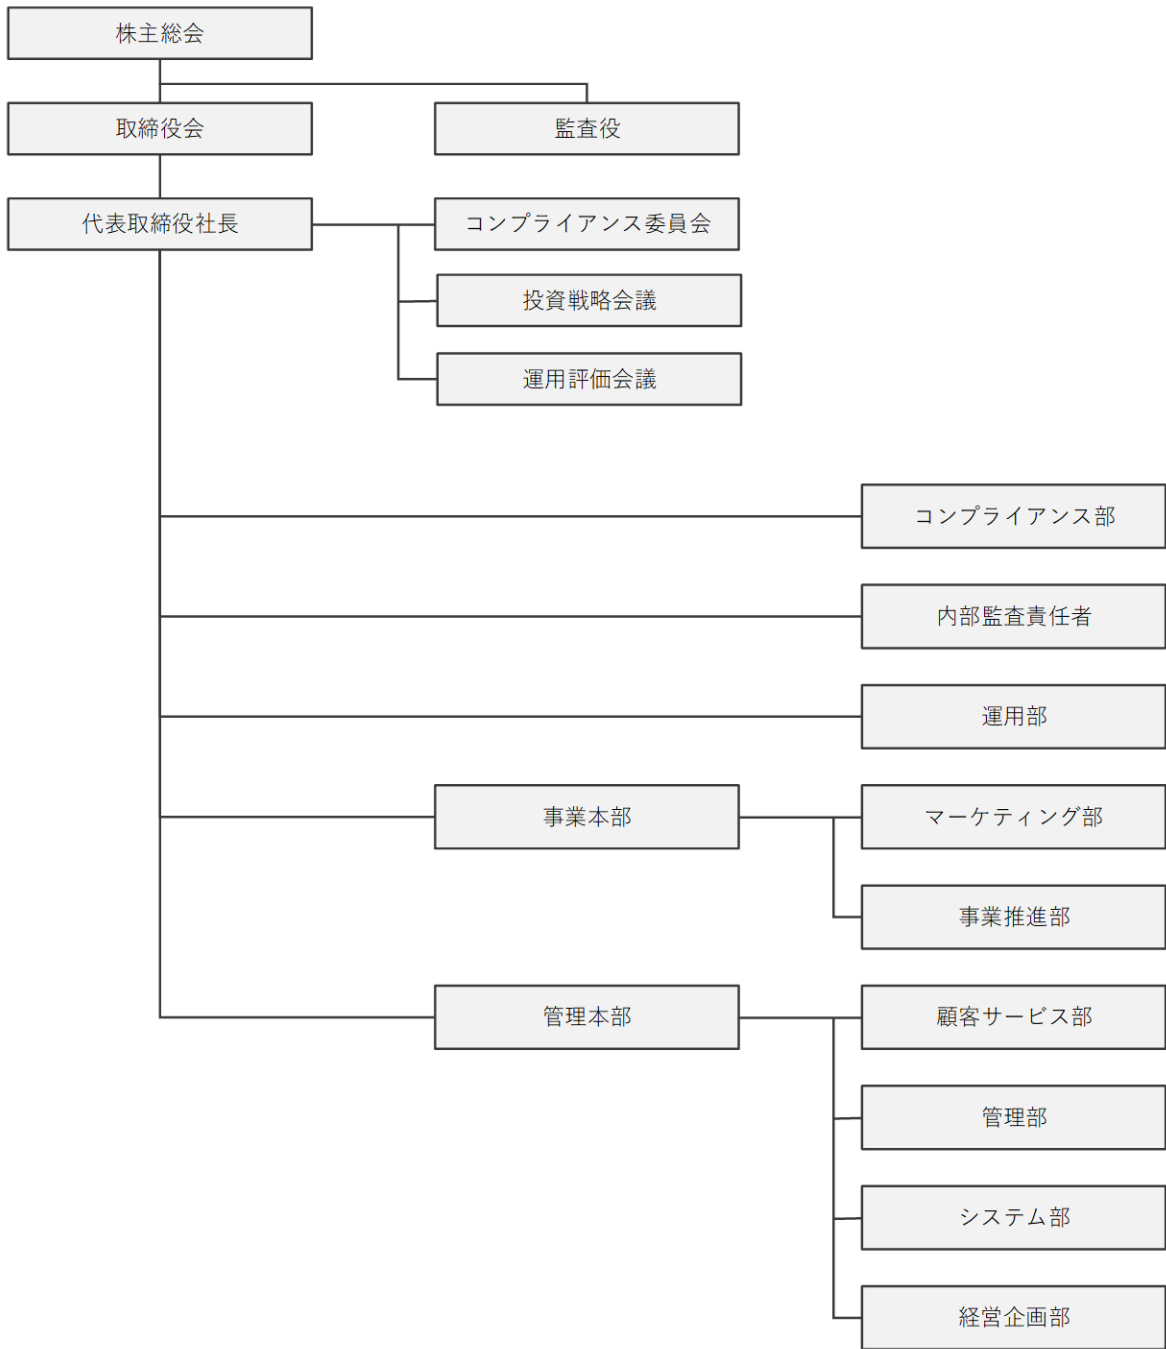 株主総会
取締役会
監査役
代表取締役社長
コンプライアンス委員会
投資戦略会議
運用評価会議
コンプライアンス部
内部監査責任者
運用部
事業本部
マーケティング部
事業推進部
管理本部
顧客サービス部
管理部
システム部
経営企画部